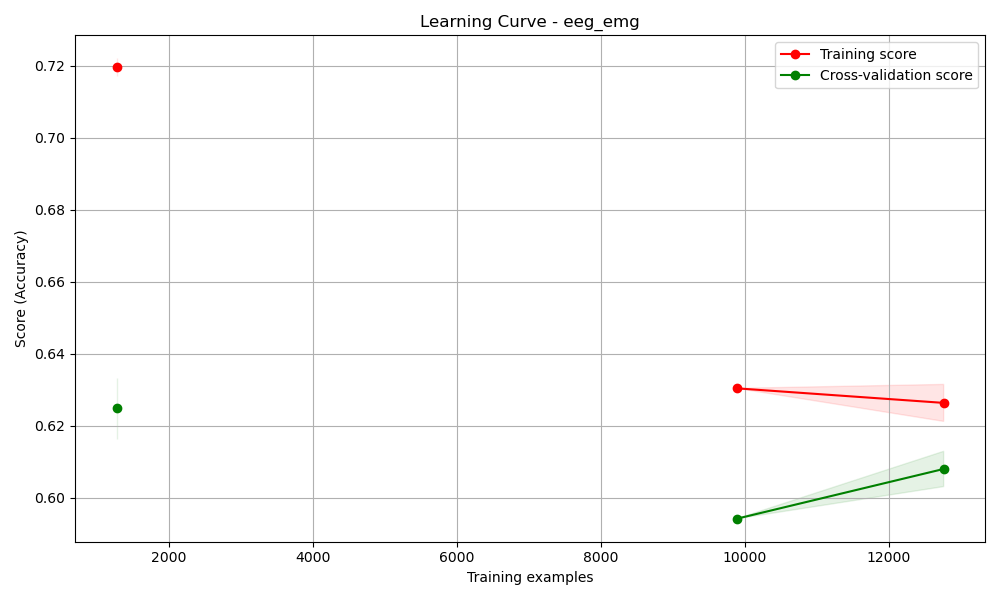 Learning Curve - eeg_emg
Training score
Cross-validation score
Score (Accuracy)
0.72
0.70
0.68
0.66
0.64
0.62
0.60
2000 4000 6000 8000 10000 12000
Training examples